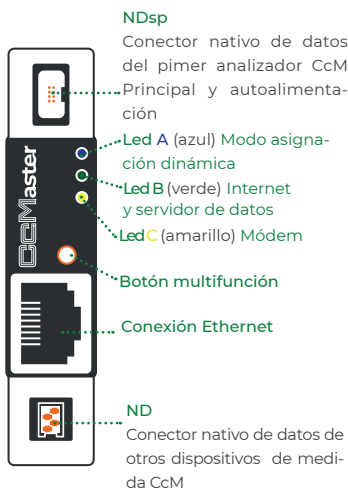 NDsp
Conector nativo de datos
del pimer analizador CcM
Principal y autoalimenta-
ción
Led A (azul) Modo asigna-
ción dinámica
Led B (verde) Internet
y servidor de datos
Led C (amarillo) Módem
CCMaster
Botón multifunción
Conexión Ethernet
ND
Conector nativo de datos de
otros dispositivos de medi-
da CcM